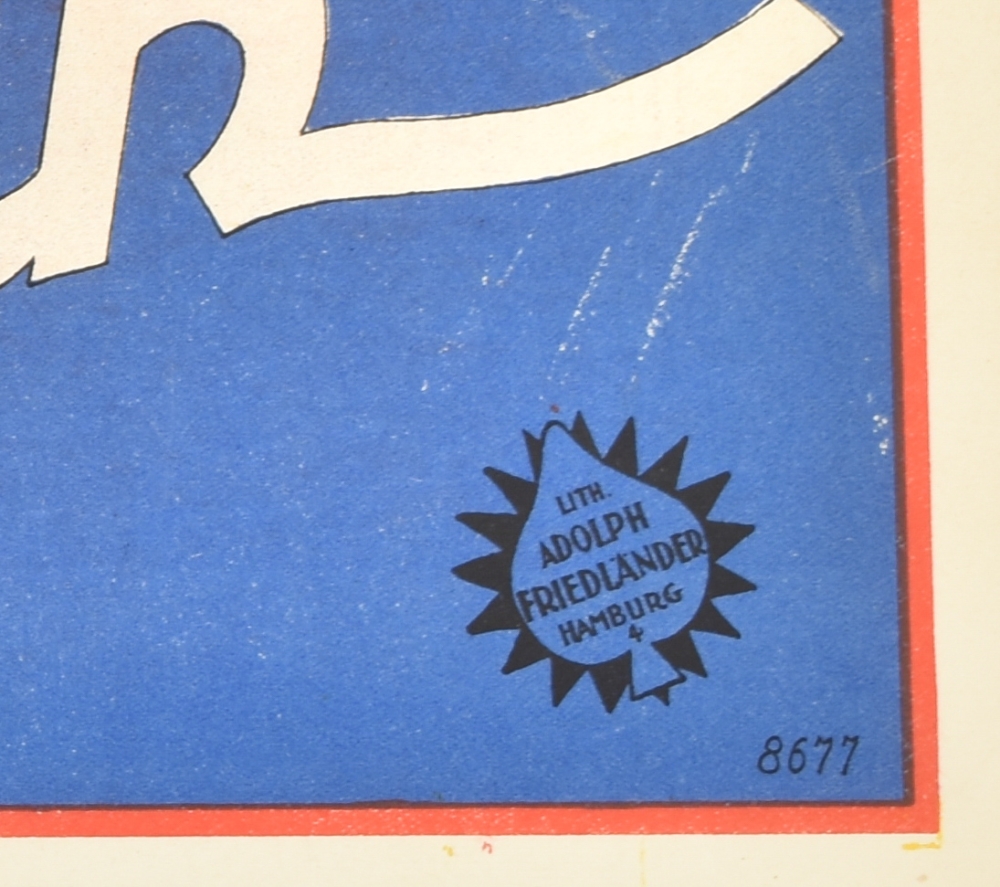 LITH.
ADOLPH
FRIEDLÄNDER
HAMBURG
4
8677